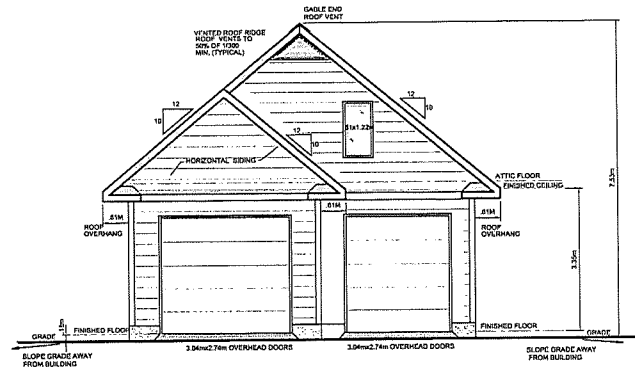 GABLE END
ROOF VENT
VENTED ROOF RIDGE
ROOF VENTS TO
50% OF 1/300
MIN. (TYPICAL)
12
10
12
10
12
10
.61x1.22m
HORIZONTAL SIDING
ATTIC FLOOR
FINISHED CEILING
7.53m
.61M
.61M
.61M
ROOF
OVERHANG
ROOF
OVERHANG
3.35m
.15m
FINISHED FLOOR
FINISHED FLOOR
GRADE
GRADE
3.04mx2.74m OVERHEAD DOORS
3.04mx2.74m OVERHEAD DOORS
SLOPE GRADE AWAY
FROM BUILDING
SLOPE GRADE AWAY
FROM BUILDING